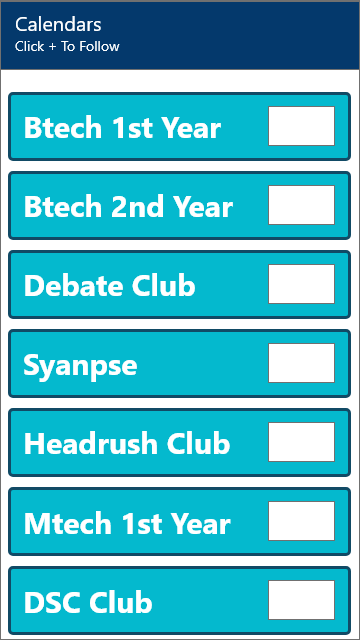 Calendars
Click + To Follow
Btech 1st Year
Btech 2nd Year
Debate Club
Syanpse
Headrush Club
Mtech 1st Year
DSC Club